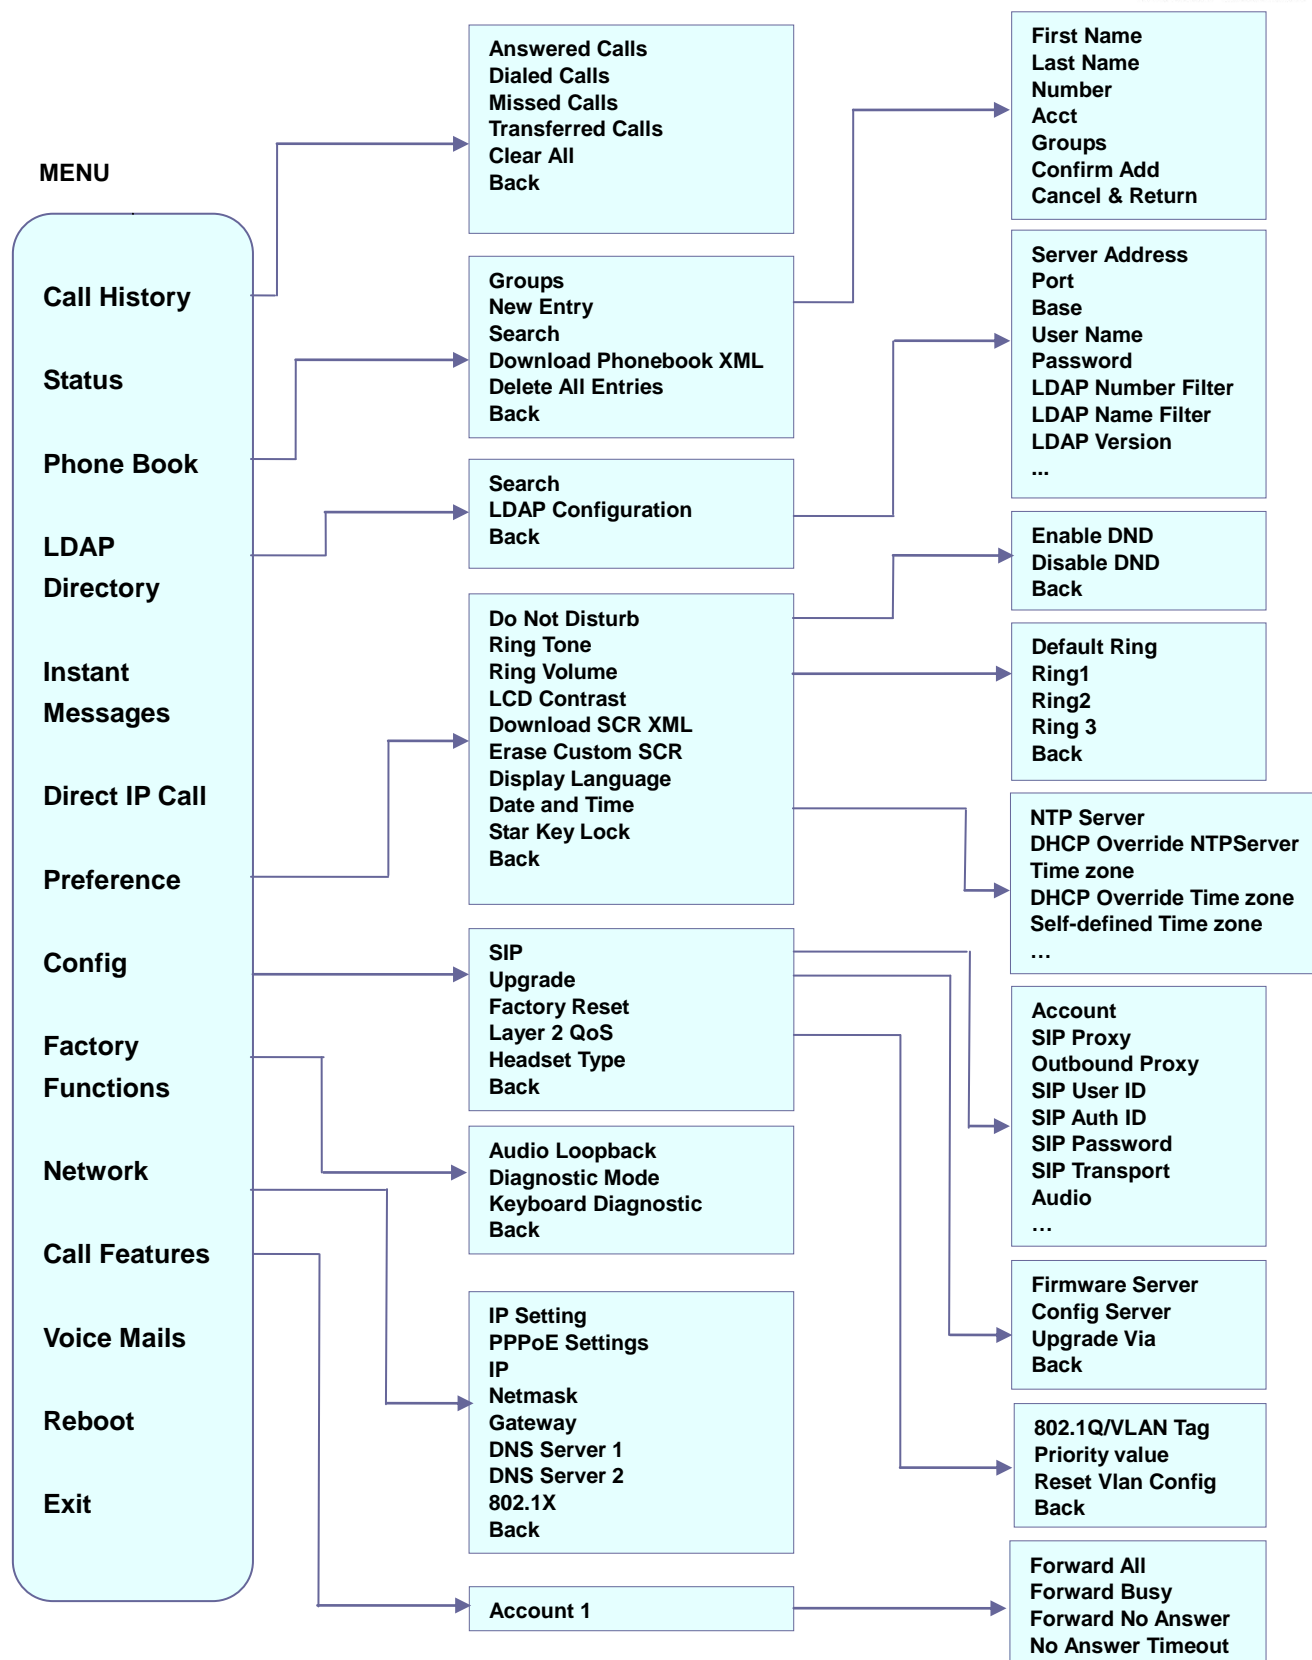 MENU
Call History
Status
Phone Book
LDAP
Directory
Instant
Messages
Direct IP Call
Preference
Config
Factory
Functions
Network
Call Features
Voice Mails
Reboot
Exit
Answered Calls
Dialed Calls
Missed Calls
Transferred Calls
Clear All
Back
Groups
New Entry
Search
Download Phonebook XML
Delete All Entries
Back
Search
LDAP Configuration
Back
Do Not Disturb
Ring Tone
Ring Volume
LCD Contrast
Download SCR XML
Erase Custom SCR
Display Language
Date and Time
Star Key Lock
Back
SIP
Upgrade
Factory Reset
Layer 2 QoS
Headset Type
Back
Audio Loopback
Diagnostic Mode
Keyboard Diagnostic
Back
IP Setting
PPPoE Settings
IP
Netmask
Gateway
DNS Server 1
DNS Server 2
802.1X
Back
Account 1
First Name
Last Name
Number
Acct
Groups
Confirm Add
Cancel & Return
Server Address
Port
Base
User Name
Password
LDAP Number Filter
LDAP Name Filter
LDAP Version
...
Enable DND
Disable DND
Back
Default Ring
Ring1
Ring2
Ring 3
Back
NTP Server
DHCP Override NTPServer
Time zone
DHCP Override Time zone
Self-defined Time zone
…
Account
SIP Proxy
Outbound Proxy
SIP User ID
SIP Auth ID
SIP Password
SIP Transport
Audio
…
Firmware Server
Config Server
Upgrade Via
Back
802.1Q/VLAN Tag
Priority value
Reset Vlan Config
Back
Forward All
Forward Busy
Forward No Answer
No Answer Timeout